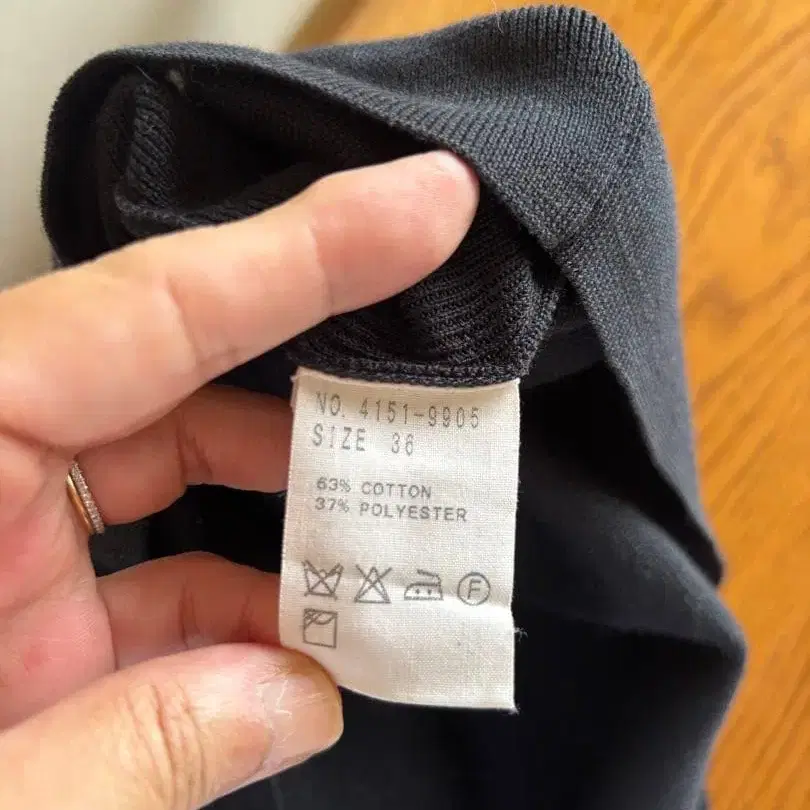 NO. 4151-9905
SIZE 36
63% COTTON
37% POLYESTER
F